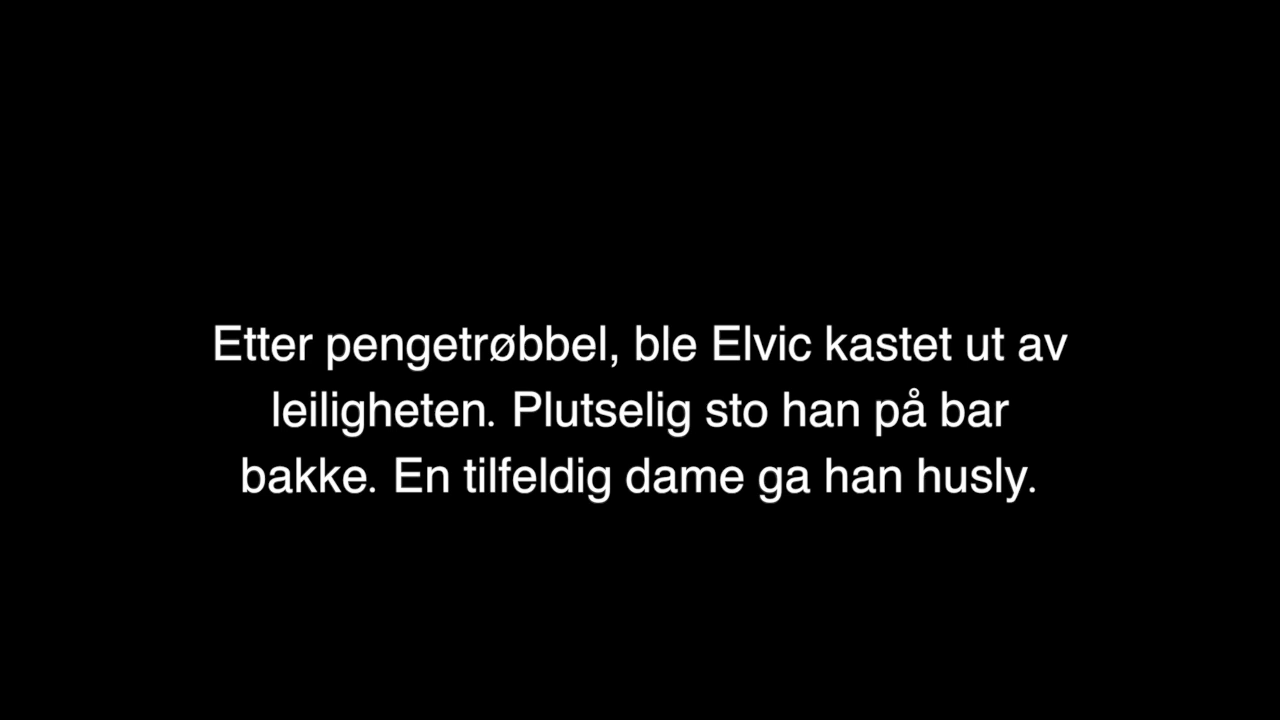 Etter pengetrøbbel, ble Elvic kastet ut av
leiligheten. Plutselig sto han på bar
bakke. En tilfeldig dame ga han husly.